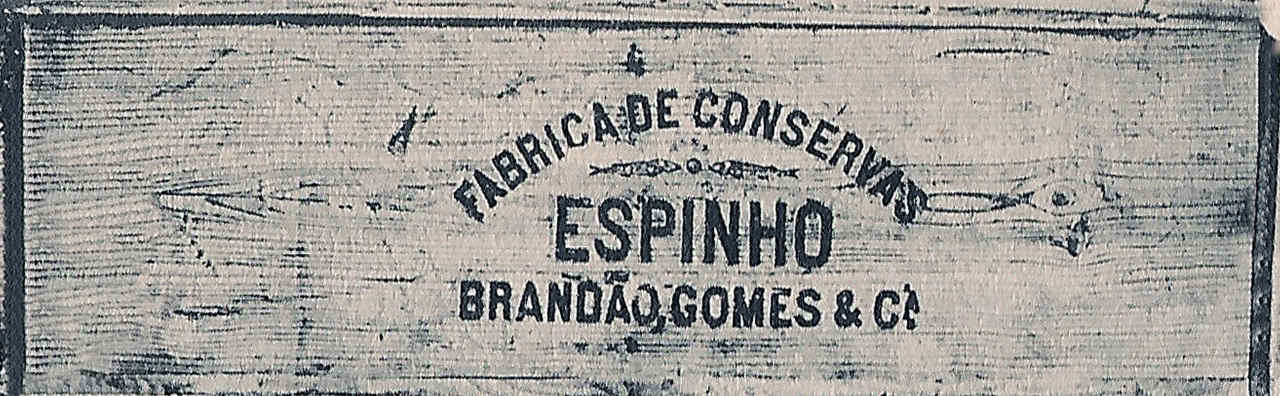 FABRICA DE CONSERVAS
ESPINHO
BRANDÃO, GOMES & Cª